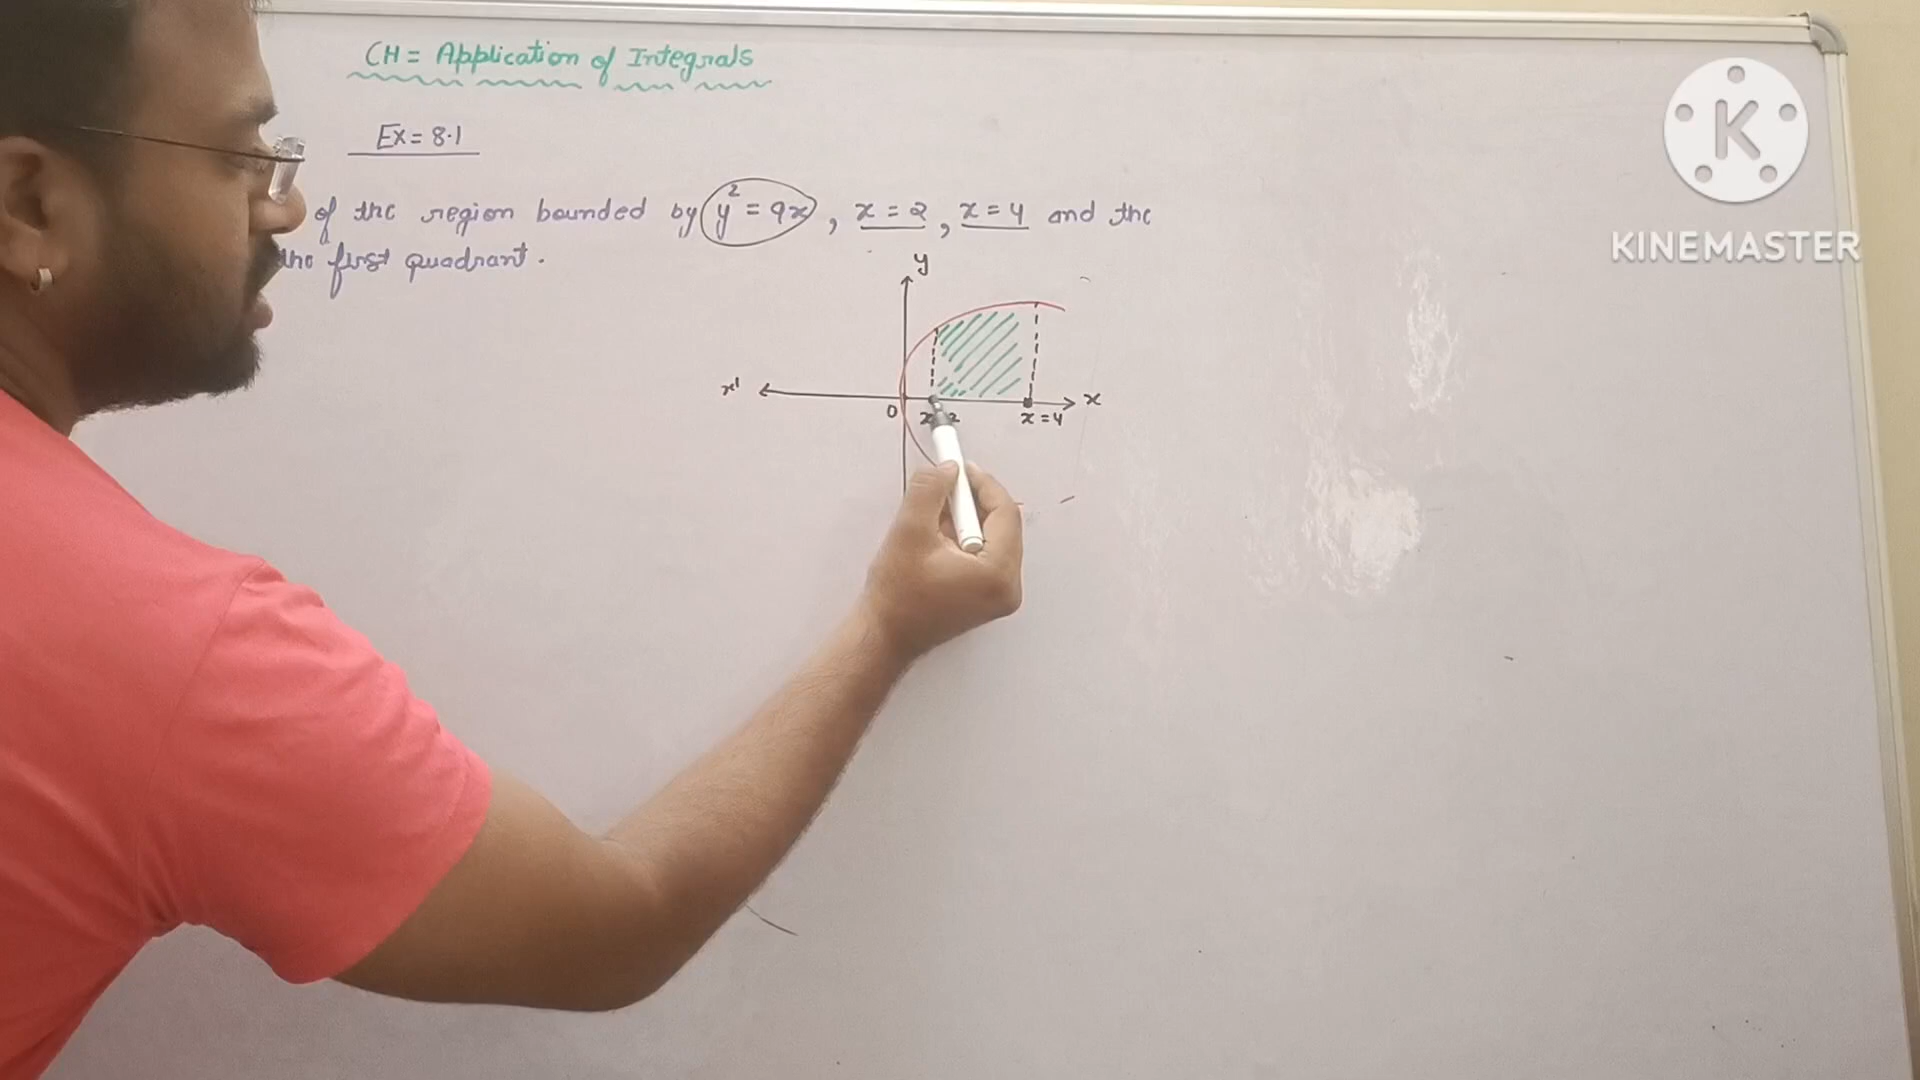 CH = Application of Integrals
Ex = 8.1
of the region bounded by y² = 9x, x = 2, x = 4 and the
the first quadrant.
y
x'
x
0
x = 4
K
KINEMASTER